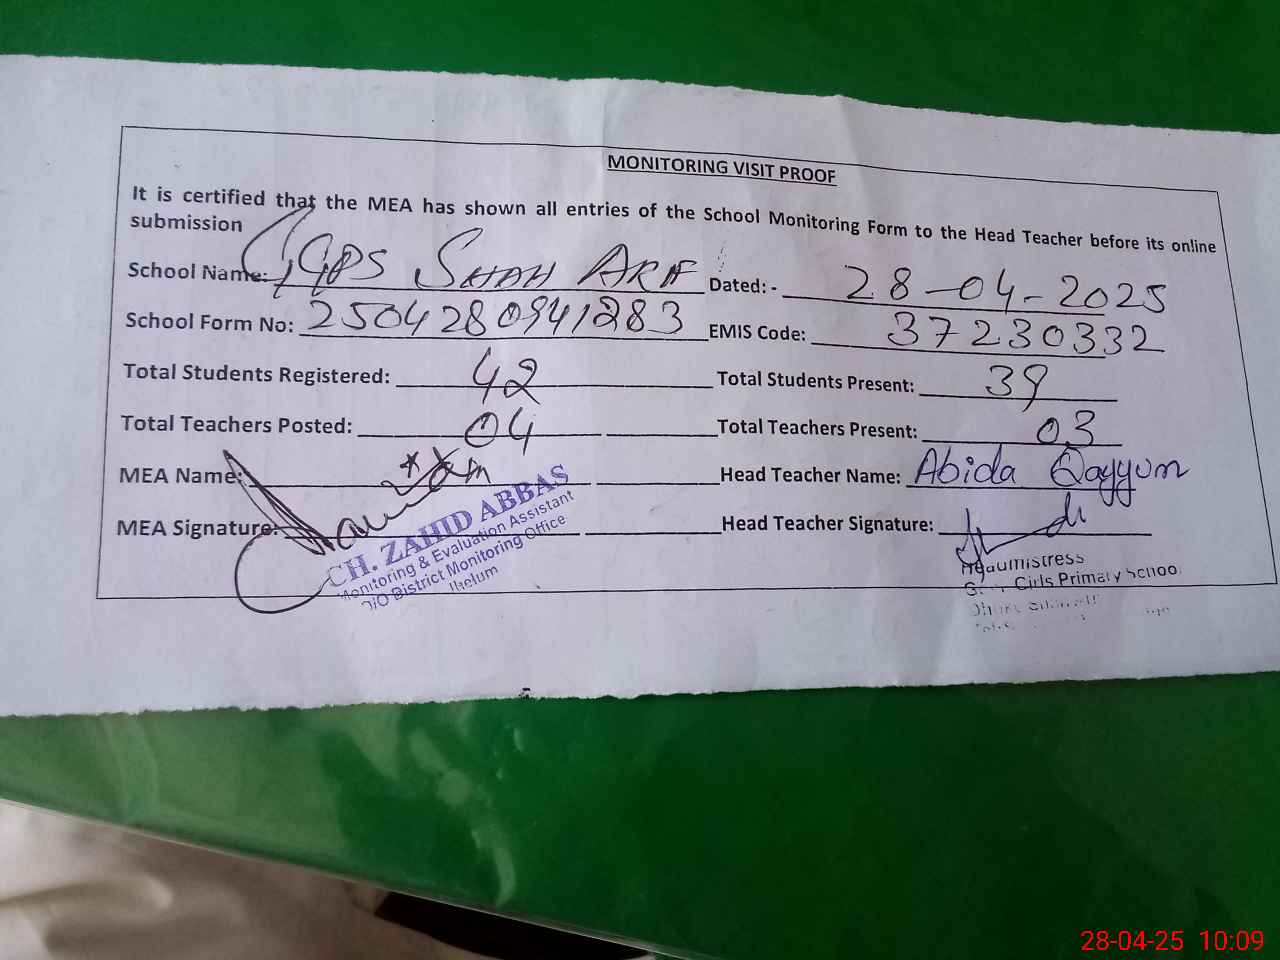 MONITORING VISIT PROOF
It is certified that the MEA has shown all entries of the School Monitoring Form to the Head Teacher before its online
submission
School Name: GGPS SHAH ARIF Dated: - 28-04-2025
School Form No: 2504280941283 EMIS Code: 37230332
Total Students Registered: 42 Total Students Present: 39
Total Teachers Posted: 04 Total Teachers Present: 03
MEA Name: Head Teacher Name: Abida Qayyum
MEA Signature: Head Teacher Signature:
CH. ZAHID ABBAS
Monitoring & Evaluation Assistant
O/O District Monitoring Office
Jhelum
Headmistress
Girls Primary School
28-04-25 10:09